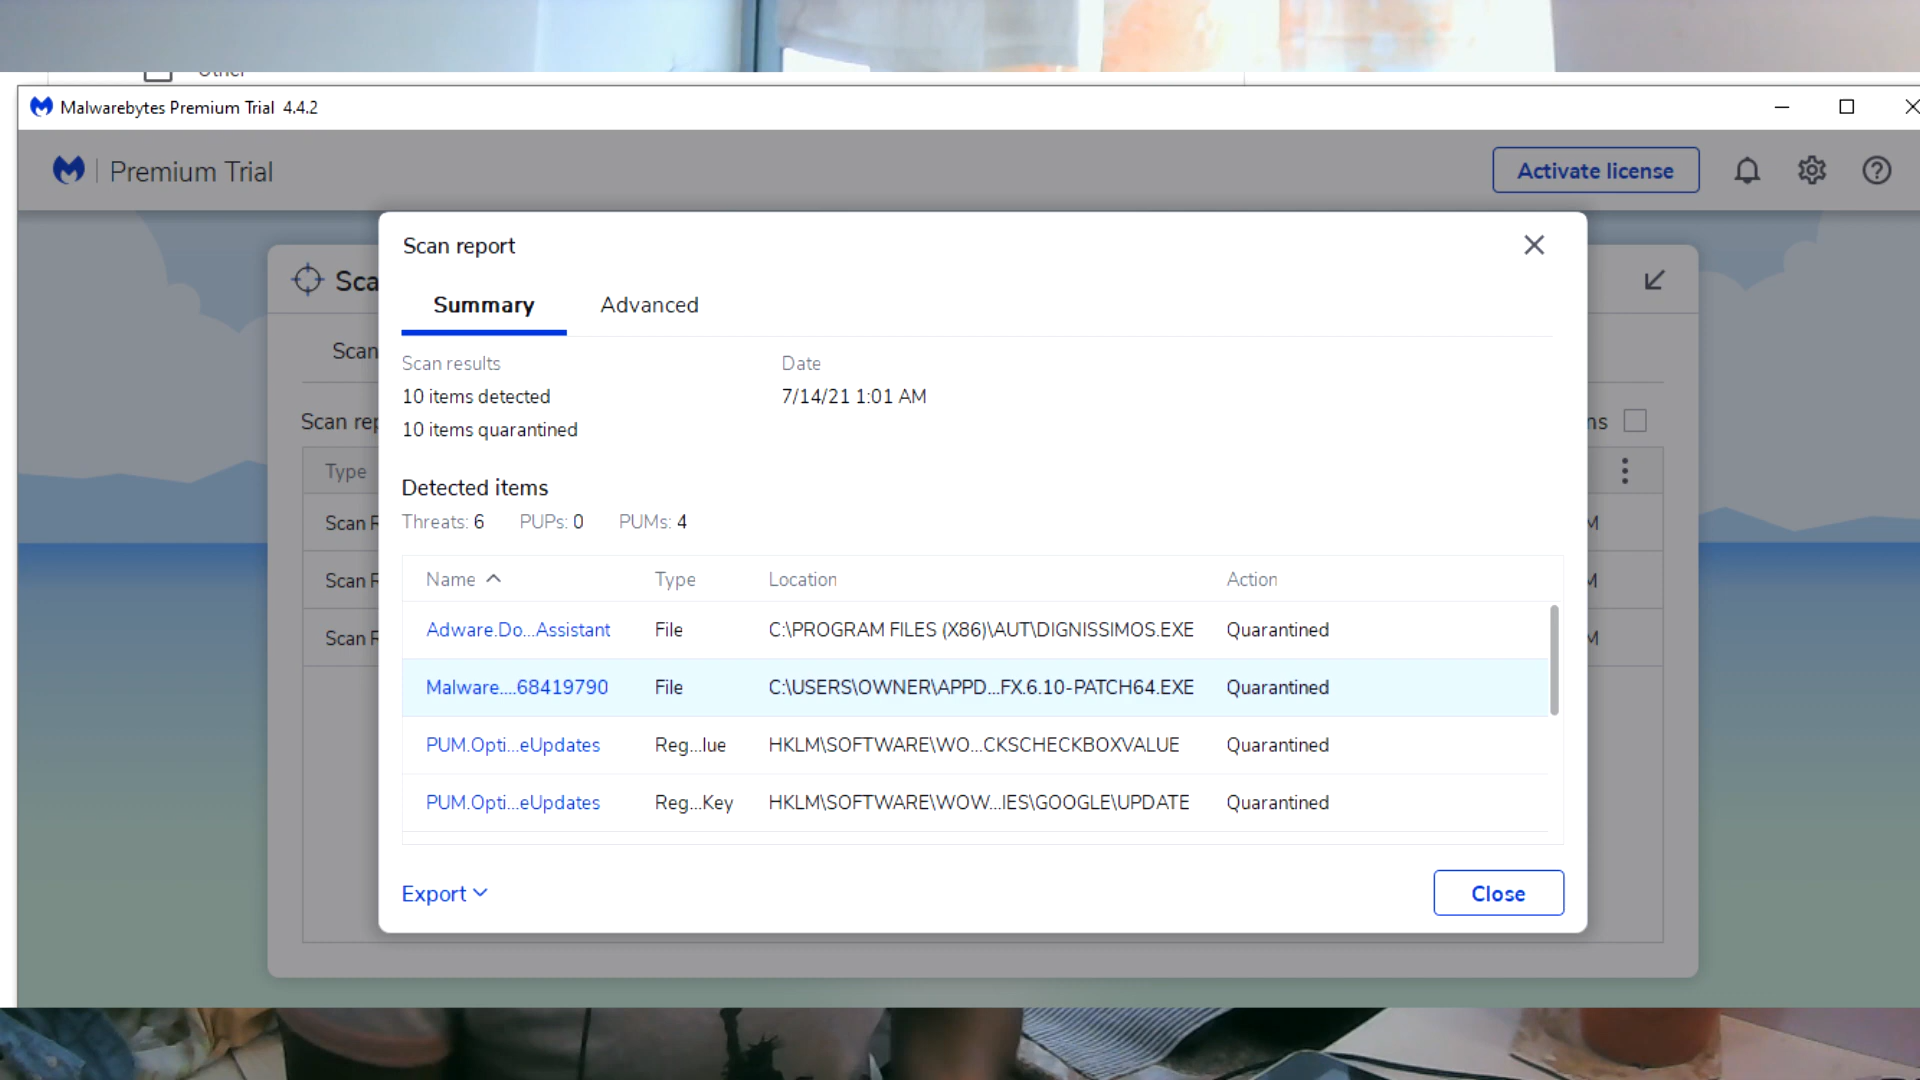 Other
Malwarebytes Premium Trial 4.4.2
Premium Trial
Activate license
Scan report
Sca
Summary Advanced
Scan
Scan results Date
10 items detected 7/14/21 1:01 AM
Scan rep
ns
10 items quarantined
Type
Detected items
Threats: 6 PUPs: 0 PUMs: 4
Scan R
M
Name Type Location Action
Scan R
M
Adware.Do...Assistant File C:\PROGRAM FILES (X86)\AUT\DIGNISSIMOS.EXE Quarantined
Scan R
M
Malware....68419790 File C:\USERS\OWNER\APPD...FX.6.10-PATCH64.EXE Quarantined
PUM.Opti...eUpdates Reg...lue HKLM\SOFTWARE\WO...CKSCHECKBOXVALUE Quarantined
PUM.Opti...eUpdates Reg...Key HKLM\SOFTWARE\WOW...IES\GOOGLE\UPDATE Quarantined
Export
Close